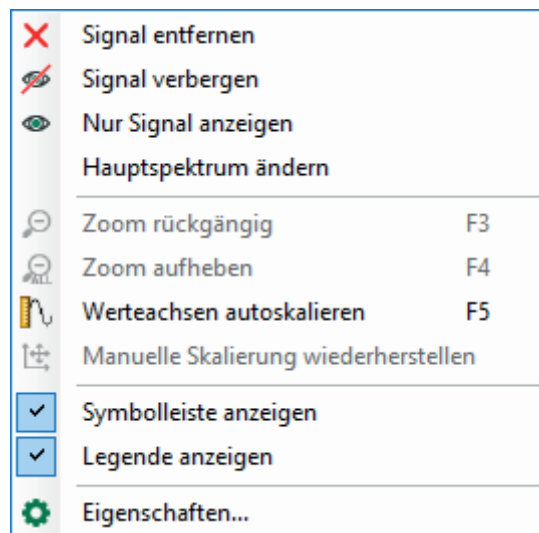 Signal entfernen
Signal verbergen
Nur Signal anzeigen
Hauptspektrum ändern
Zoom rückgängig F3
Zoom aufheben F4
Werteachsen autoskalieren F5
Manuelle Skalierung wiederherstellen
Symbolleiste anzeigen
Legende anzeigen
Eigenschaften...